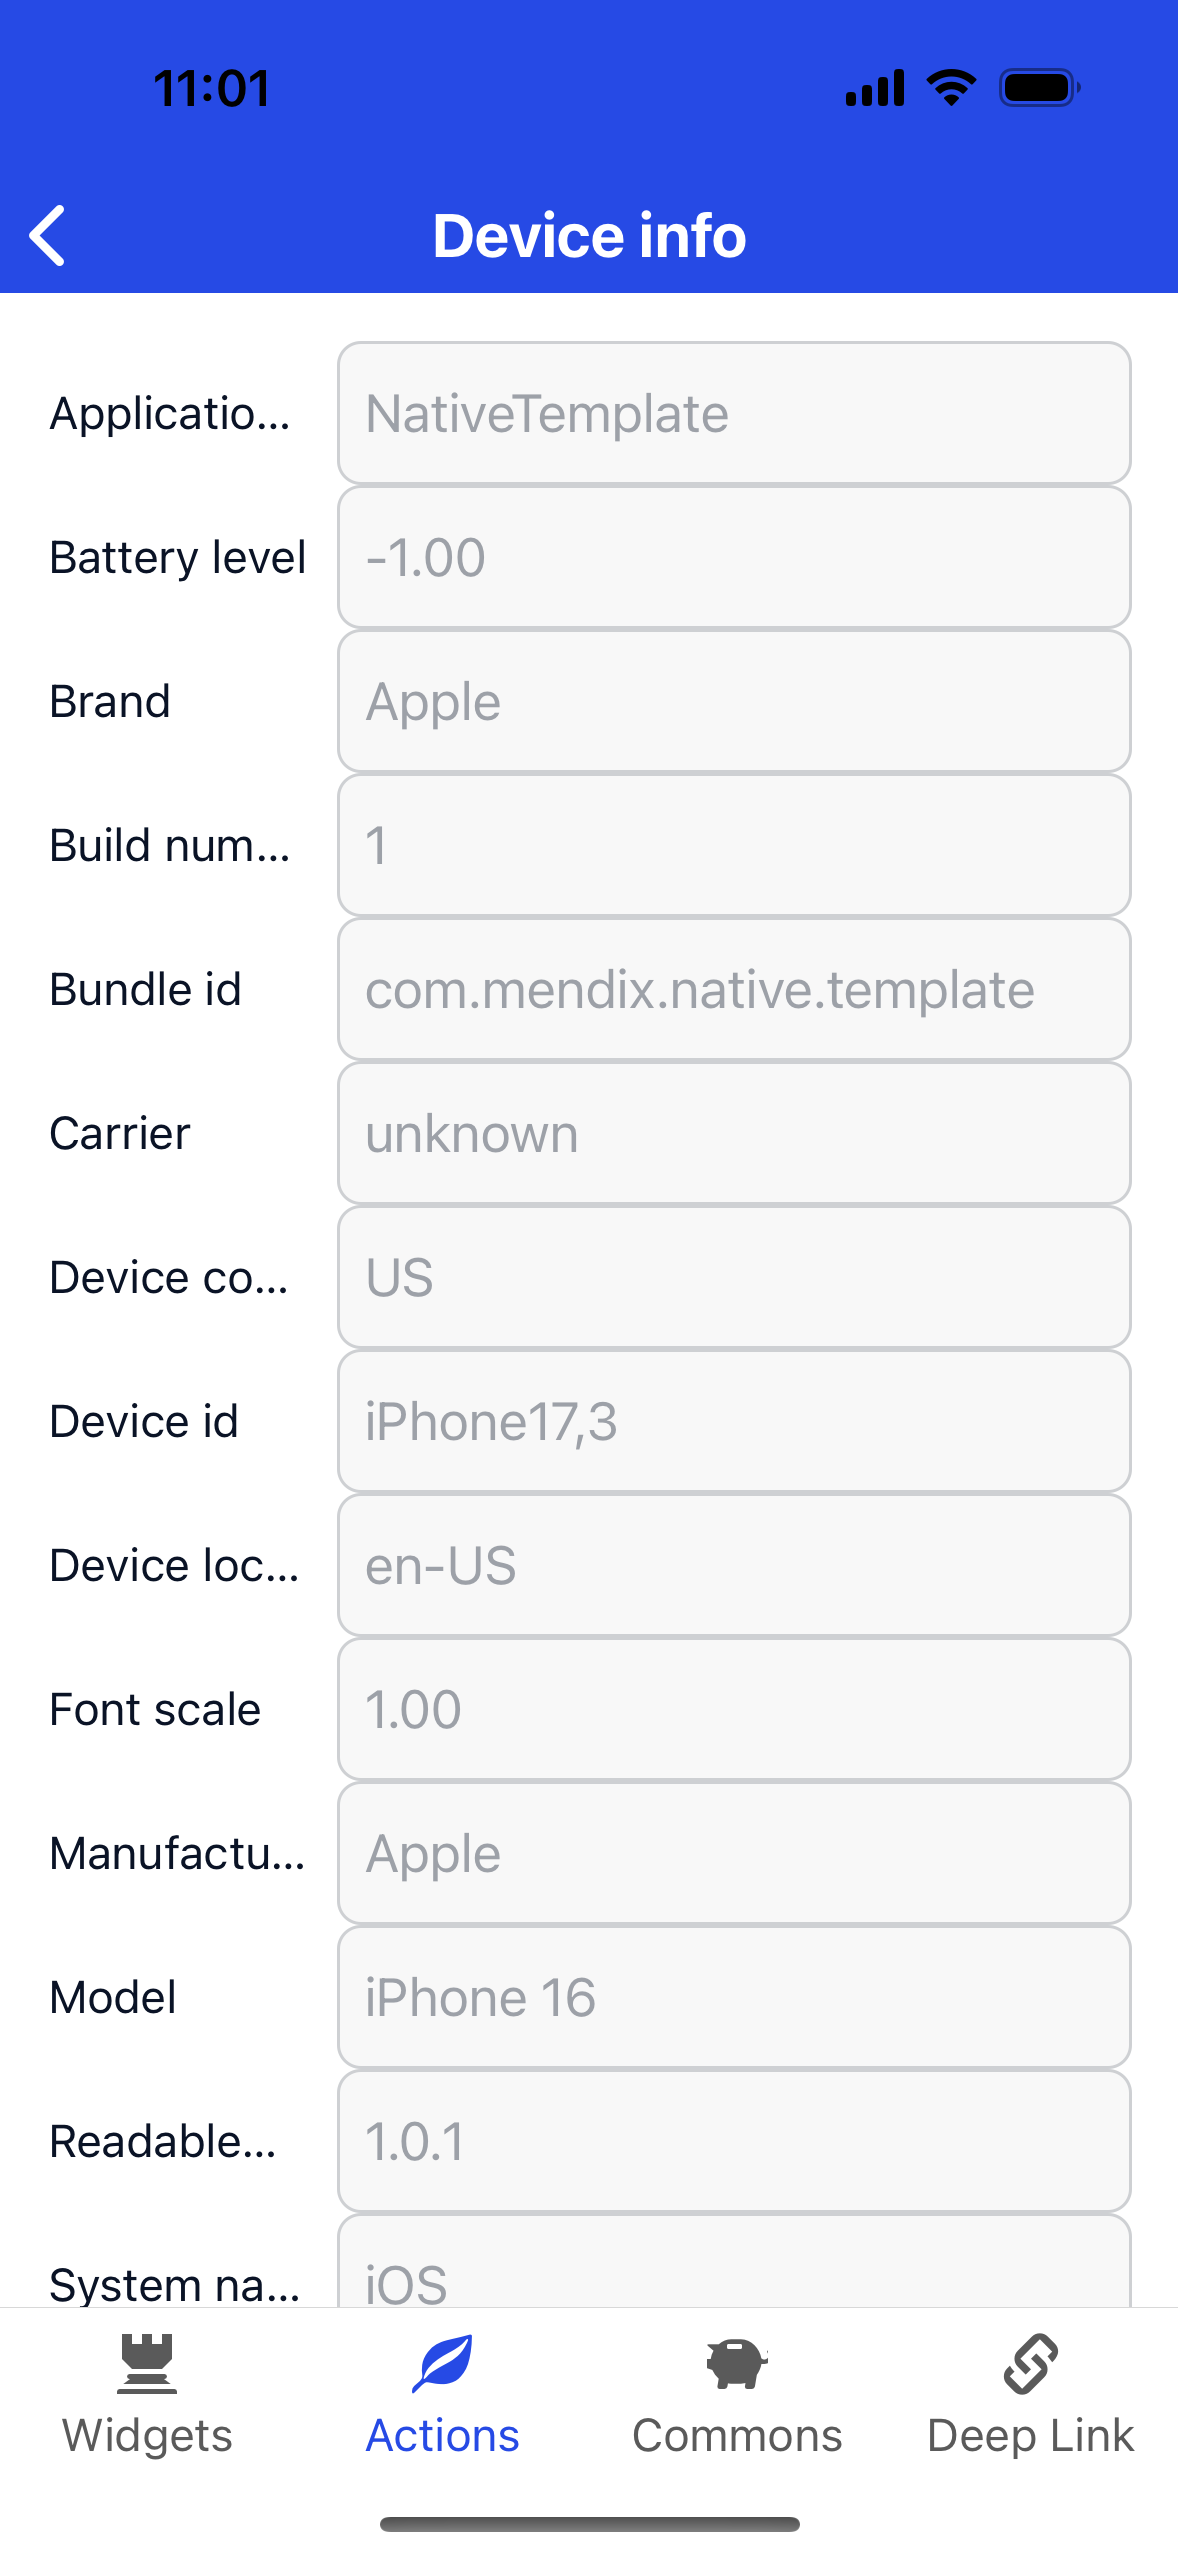 11:01
Device info
Applicatio... NativeTemplate
Battery level -1.00
Brand Apple
Build num... 1
Bundle id com.mendix.native.template
Carrier unknown
Device co... US
Device id iPhone17,3
Device loc... en-US
Font scale 1.00
Manufactu... Apple
Model iPhone 16
Readable... 1.0.1
System na... iOS
Widgets Actions Commons Deep Link